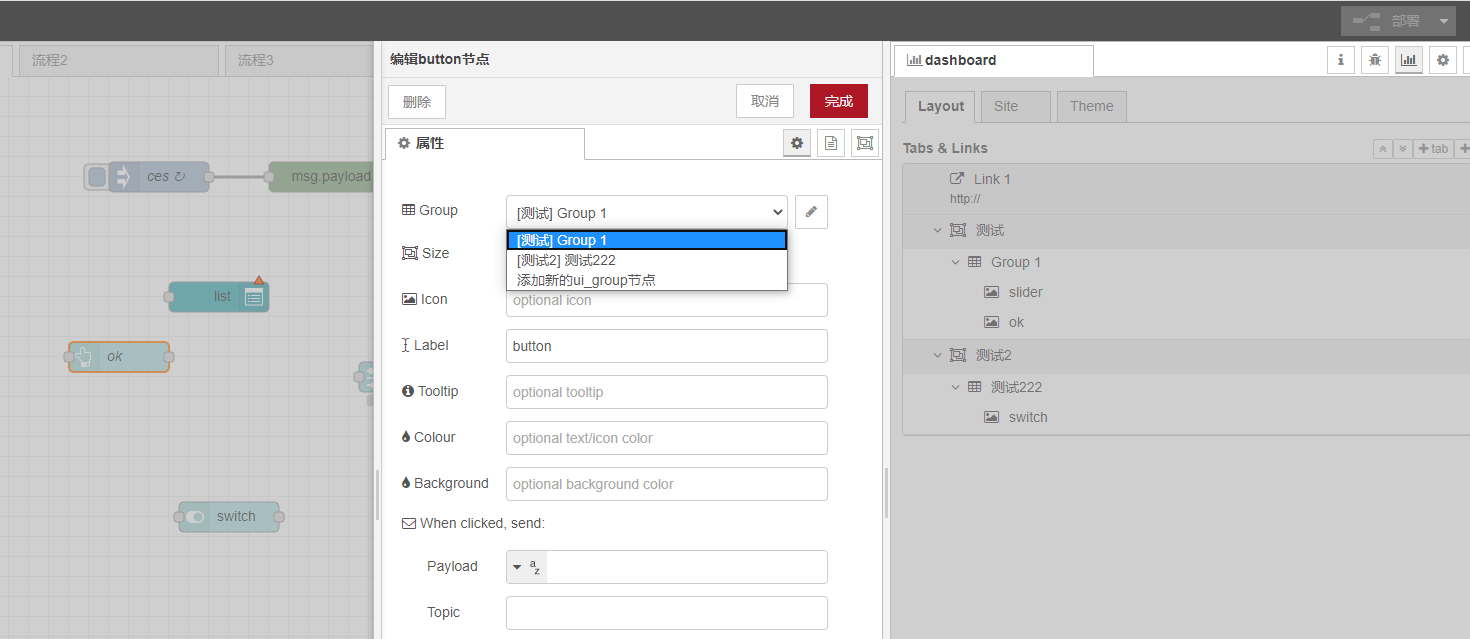 部署
流程2
流程3
编辑button节点
dashboard
删除
取消
完成
Layout
Site
Theme
属性
Tabs & Links
tab
ces ↻
msg.payload
Group
[测试] Group 1
[测试] Group 1
[测试2] 测试222
添加新的ui_group节点
Size
Icon
optional icon
Label
button
Tooltip
optional tooltip
Colour
optional text/icon color
Background
optional background color
When clicked, send:
Payload
a
z
Topic
list
ok
switch
Link 1
http://
测试
Group 1
slider
ok
测试2
测试222
switch